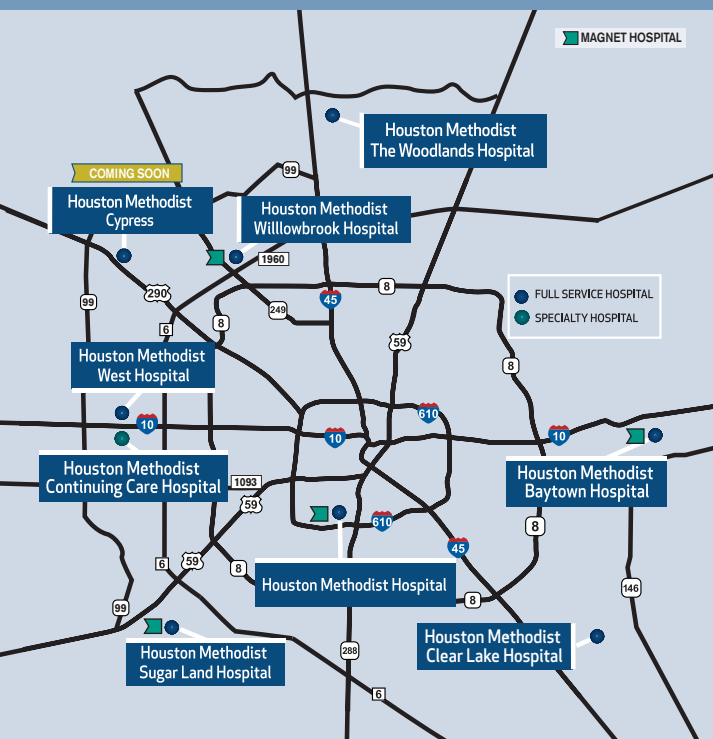 MAGNET HOSPITAL
Houston Methodist
The Woodlands Hospital
99
COMING SOON
Houston Methodist
Cypress
Houston Methodist
Willlowbrook Hospital
1960
99
290
6
8
249
45
8
59
8
FULL SERVICE HOSPITAL
SPECIALTY HOSPITAL
Houston Methodist
West Hospital
10
10
610
10
Houston Methodist
Continuing Care Hospital
1093
59
Houston Methodist
Baytown Hospital
610
45
8
6
59
8
Houston Methodist Hospital
8
146
99
288
Houston Methodist
Sugar Land Hospital
Houston Methodist
Clear Lake Hospital
6